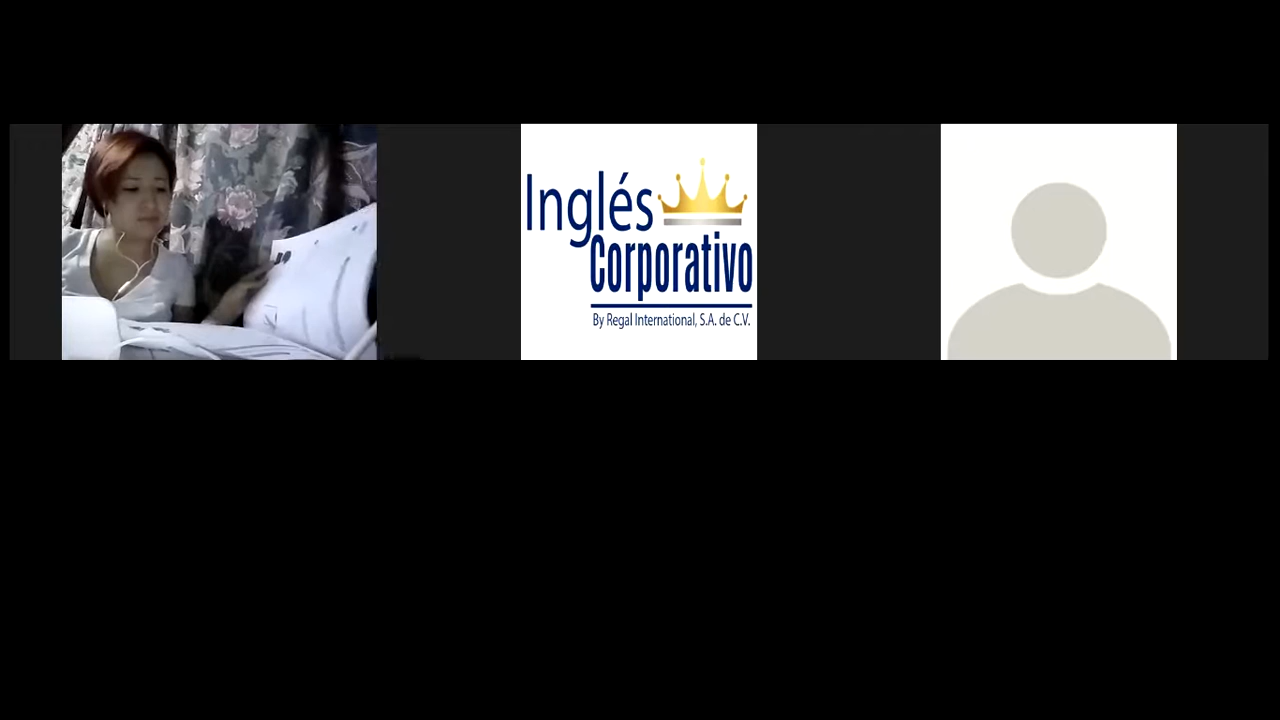 Inglés
Corporativo
By Regal International, S.A. de C.V.